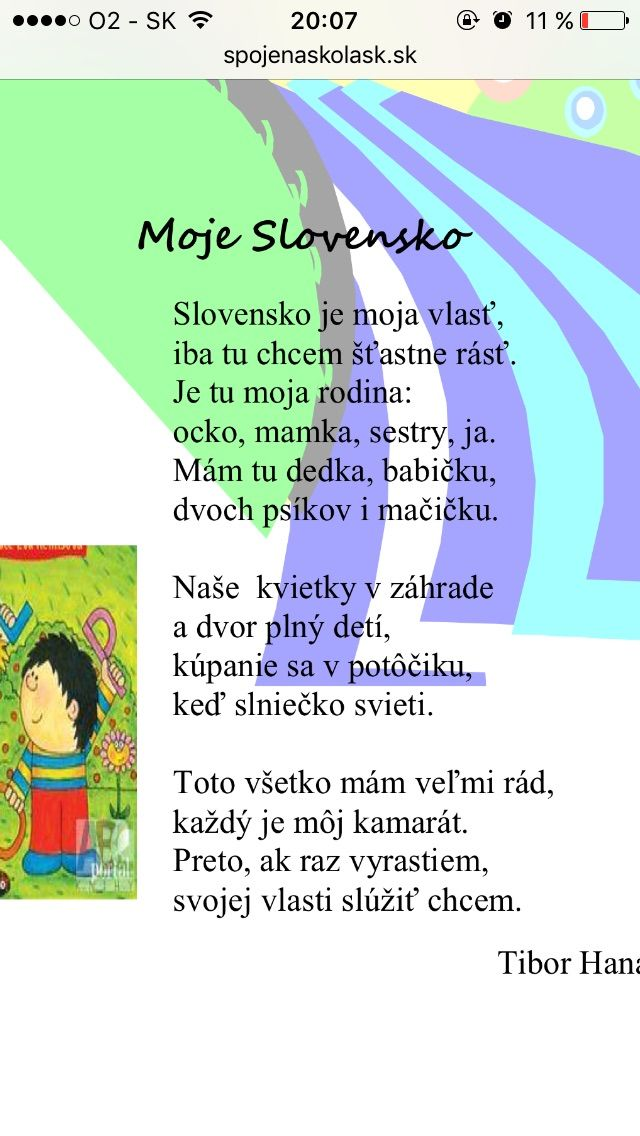 O2 - SK 20:07 11 %
spojenaskolask.sk
Moje Slovensko
Slovensko je moja vlasť,
iba tu chcem šťastne rásť.
Je tu moja rodina:
ocko, mamka, sestry, ja.
Mám tu dedka, babičku,
dvoch psíkov i mačičku.
Naše kvietky v záhrade
a dvor plný detí,
kúpanie sa v potôčiku,
keď slniečko svieti.
Toto všetko mám veľmi rád,
každý je môj kamarát.
Preto, ak raz vyrastiem,
svojej vlasti slúžiť chcem.
Tibor Hana
ABC
portál